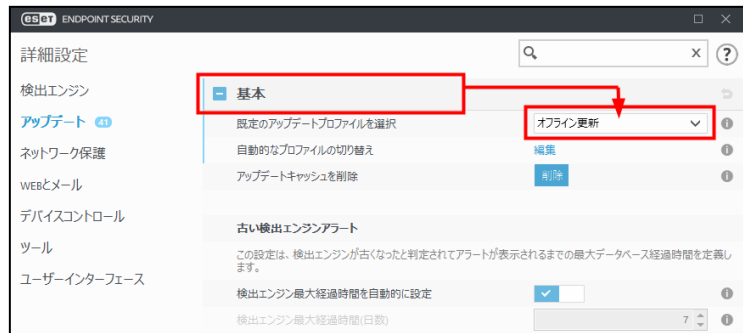 eset ENDPOINT SECURITY
詳細設定
x
?
検出エンジン
基本
アップデート 41
既定のアップデートプロファイルを選択
オフライン更新
ネットワーク保護
自動的なプロファイルの切り替え
編集
WEBとメール
アップデートキャッシュを削除
削除
デバイスコントロール
古い検出エンジンアラート
ツール
この設定は、検出エンジンが古くなったと判定されてアラートが表示されるまでの最大データベース経過時間を定義し
ます。
ユーザーインターフェース
検出エンジン最大経過時間を自動的に設定
検出エンジン最大経過時間(日数)
7